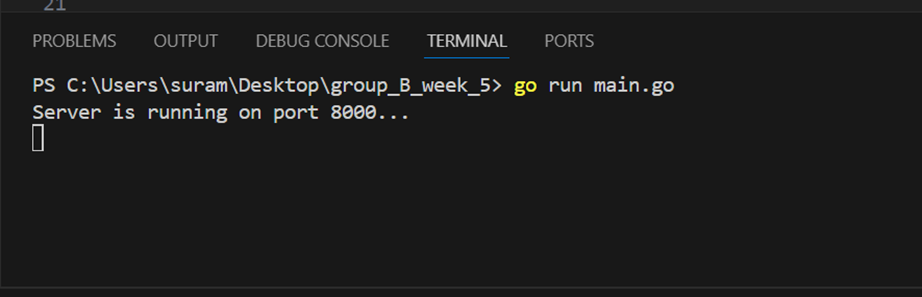 21
PROBLEMS OUTPUT DEBUG CONSOLE TERMINAL PORTS
PS C:\Users\suram\Desktop\group_B_week_5> go run main.go
Server is running on port 8000...